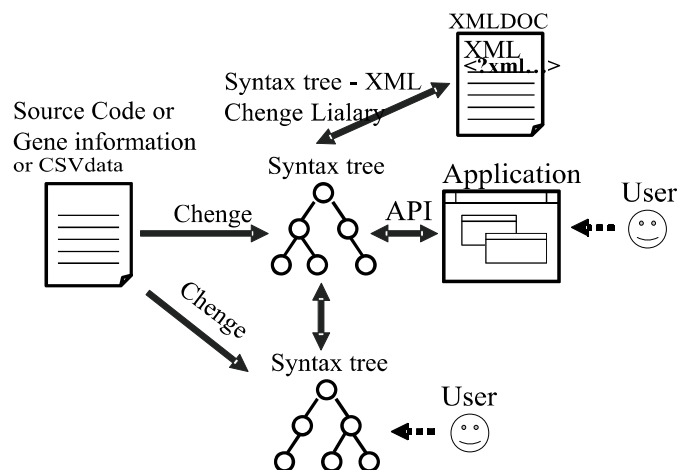 XMLDOC
XML
<?xml...>
Syntax tree - XML
Chenge Lialary
Source Code or
Gene information
or CSVdata
Syntax tree
Application
User
Chenge
API
Chenge
Syntax tree
User